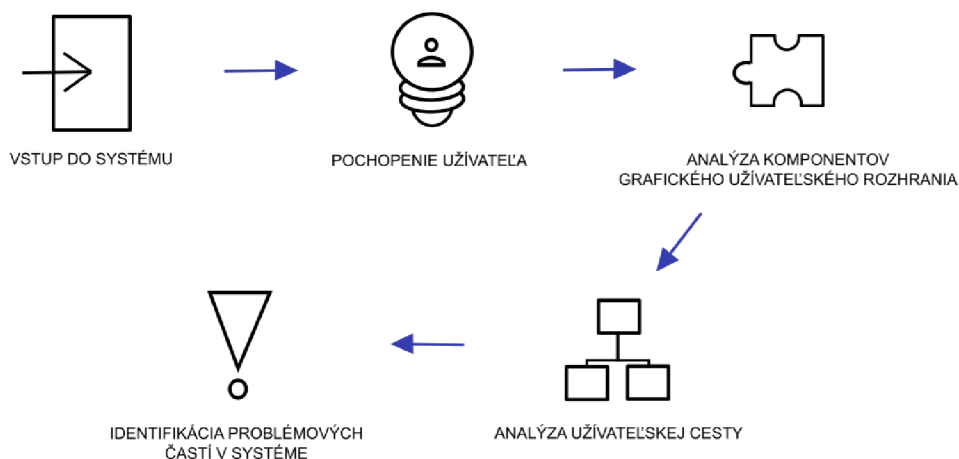 VSTUP DO SYSTÉMU
POCHOPENIE UŽÍVATEĽA
ANALÝZA KOMPONENTOV
GRAFICKÉHO UŽÍVATEĽSKÉHO ROZHRANIA
ANALÝZA UŽÍVATEĽSKEJ CESTY
IDENTIFIKÁCIA PROBLÉMOVÝCH
ČASTÍ V SYSTÉME